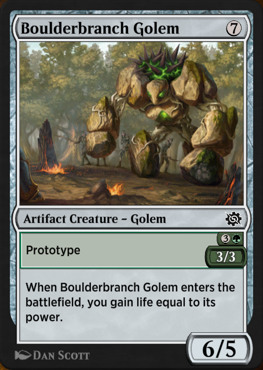 Boulderbranch Golem 7
Artifact Creature – Golem
Prototype 3
3/3
When Boulderbranch Golem enters the
battlefield, you gain life equal to its
power.
6/5
DAN SCOTT